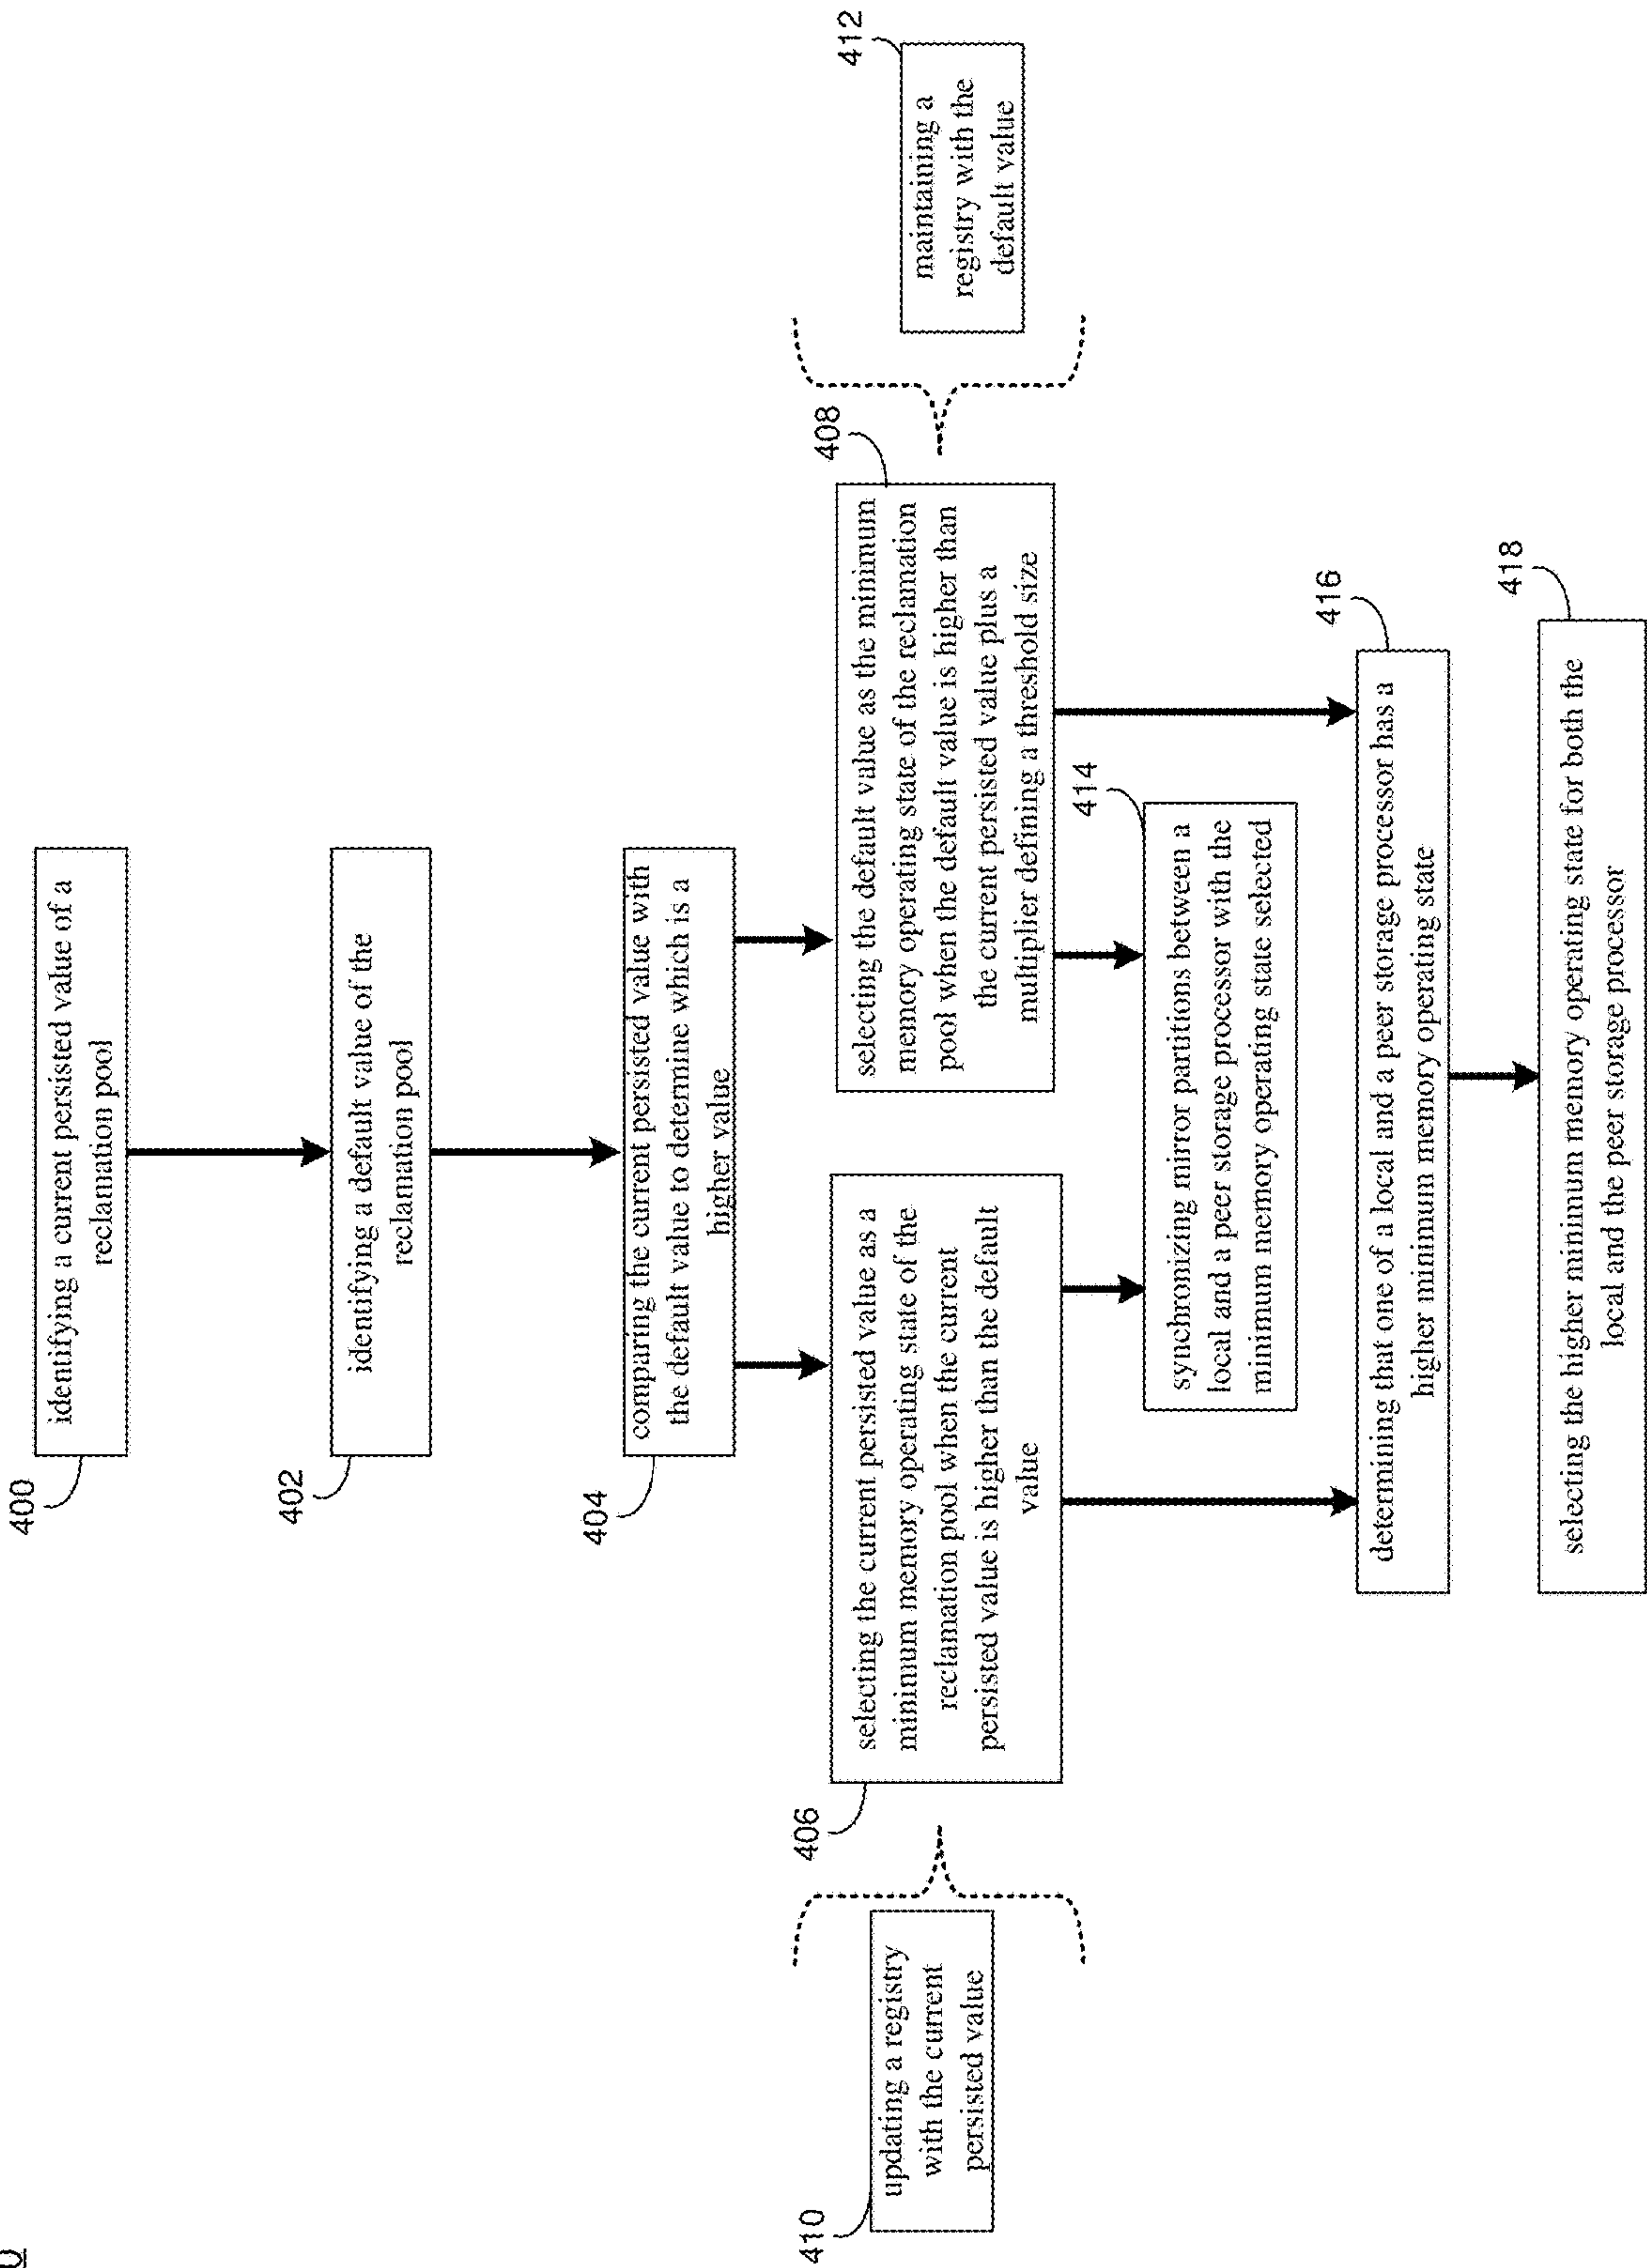 400
identifying a current persisted value of a
reclamation pool
402
identifying a default value of the
reclamation pool
404
comparing the current persisted value with
the default value to determine which is a
higher value
406
selecting the current persisted value as a
minimum memory operating state of the
reclamation pool when the current
persisted value is higher than the default
value
408
selecting the default value as the minimum
memory operating state of the reclamation
pool when the default value is higher than
the current persisted value plus a
multiplier defining a threshold size
410
updating a registry
with the current
persisted value
412
maintaining a
registry with the
default value
414
synchronizing mirror partitions between a
local and a peer storage processor with the
minimum memory operating state selected
416
determining that one of a local and a peer storage processor has a
higher minimum memory operating state
418
selecting the higher minimum memory operating state for both the
local and the peer storage processor